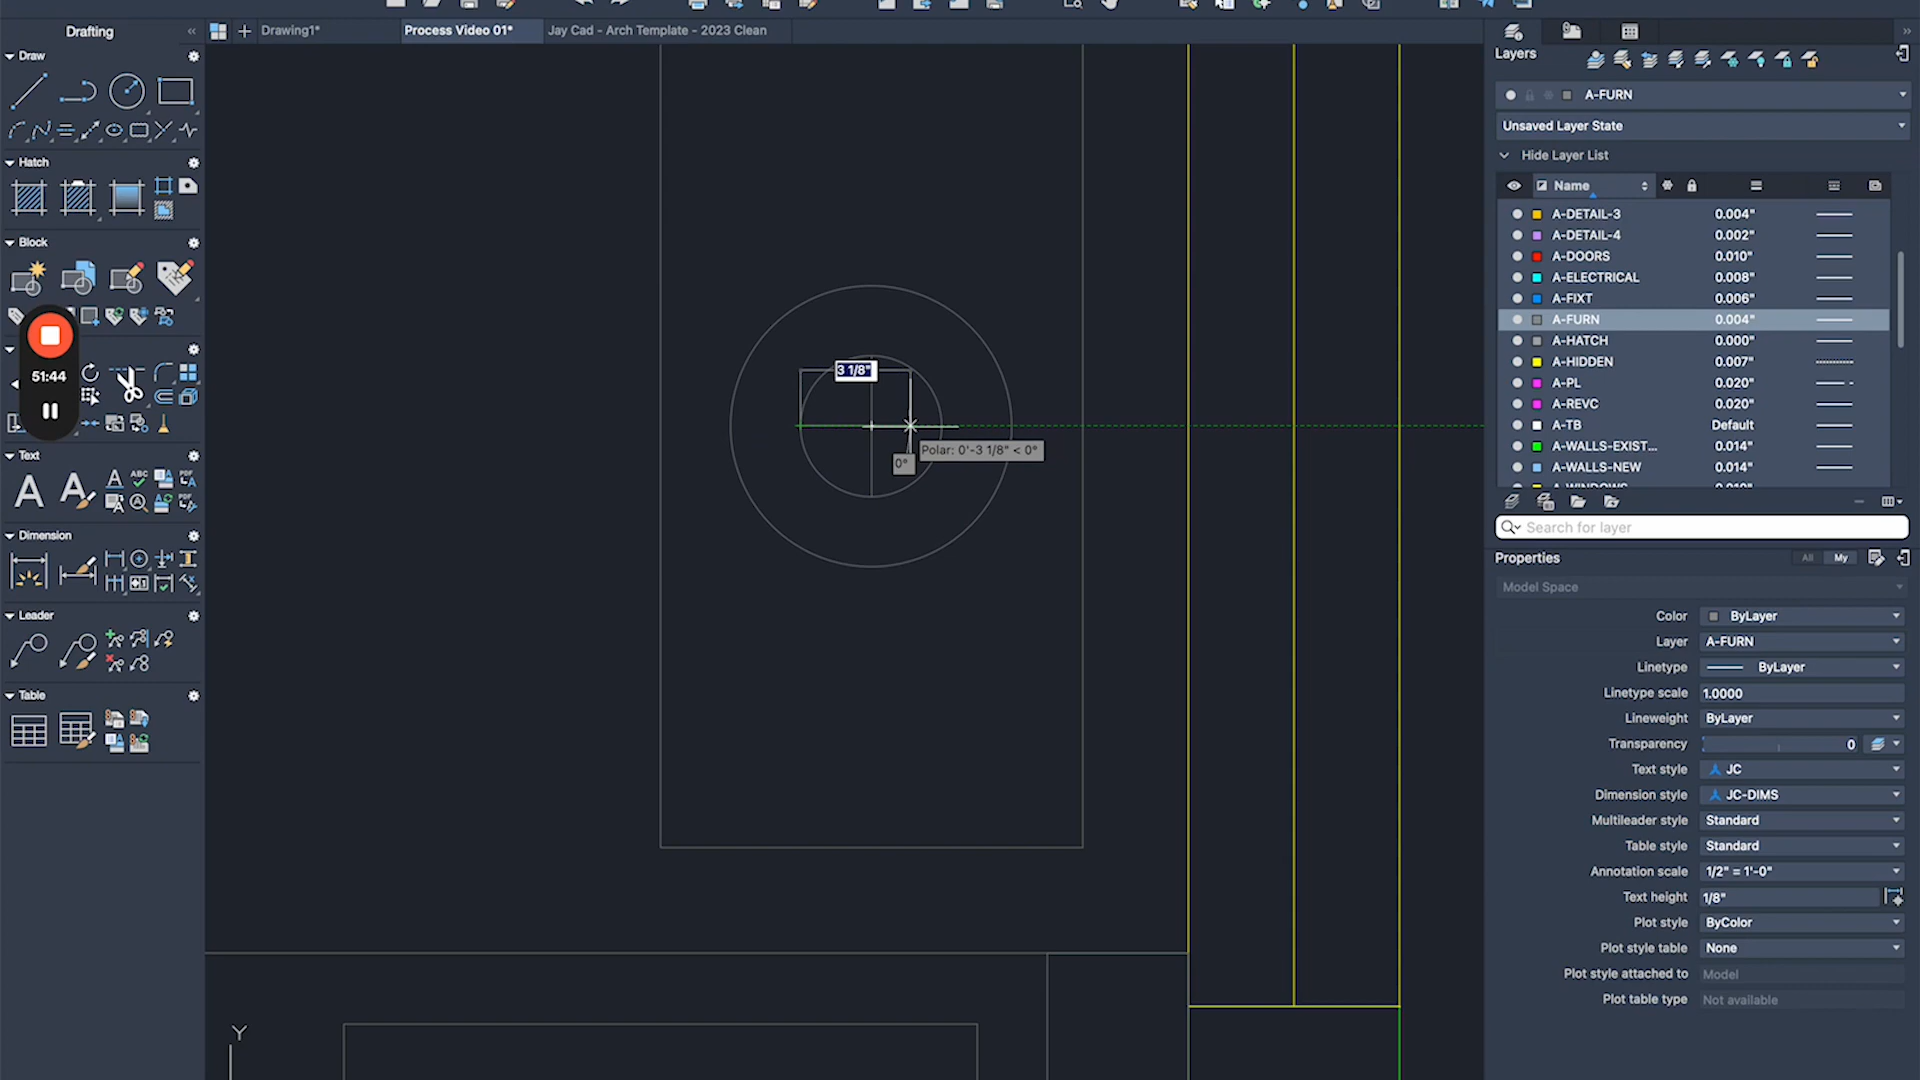 Drafting
Drawing1*
Process Video 01*
Jay Cad - Arch Template - 2023 Clean
Draw
Hatch
Block
51:44
Text
Dimension
Leader
Table
3 1/8"
Polar: 0'-3 1/8" < 0°
0°
Y
Layers
A-FURN
Unsaved Layer State
Hide Layer List
Name
A-DETAIL-3 0.004"
A-DETAIL-4 0.002"
A-DOORS 0.010"
A-ELECTRICAL 0.008"
A-FIXT 0.006"
A-FURN 0.004"
A-HATCH 0.000"
A-HIDDEN 0.007"
A-PL 0.020"
A-REVC 0.020"
A-TB Default
A-WALLS-EXIST... 0.014"
A-WALLS-NEW 0.014"
A-WINDOWS 0.010"
Search for layer
Properties
All My
Model Space
Color ByLayer
Layer A-FURN
Linetype ByLayer
Linetype scale 1.0000
Lineweight ByLayer
Transparency 0
Text style JC
Dimension style JC-DIMS
Multileader style Standard
Table style Standard
Annotation scale 1/2" = 1'-0"
Text height 1/8"
Plot style ByColor
Plot style table None
Plot style attached to Model
Plot table type Not available